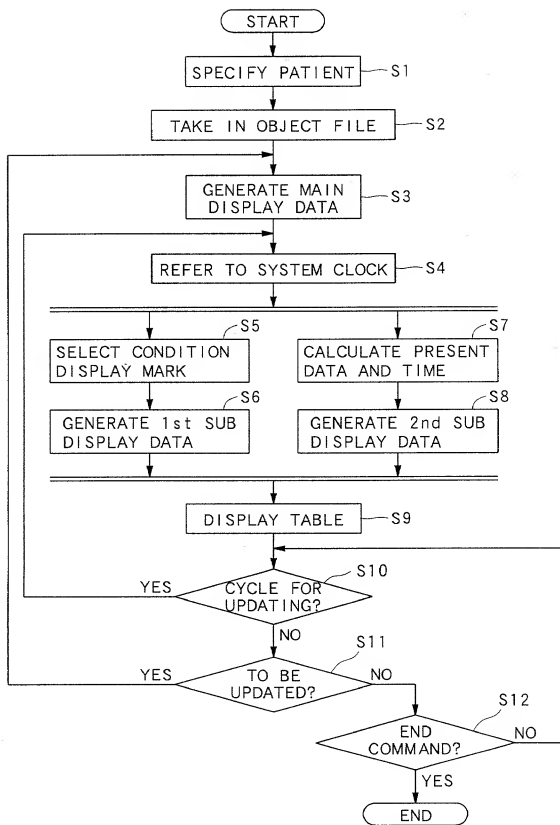 START
SPECIFY PATIENT
S1
TAKE IN OBJECT FILE
S2
GENERATE MAIN
DISPLAY DATA
S3
REFER TO SYSTEM CLOCK
S4
S5
SELECT CONDITION
DISPLAY MARK
S7
CALCULATE PRESENT
DATA AND TIME
S6
GENERATE 1st SUB
DISPLAY DATA
S8
GENERATE 2nd SUB
DISPLAY DATA
DISPLAY TABLE
S9
S10
YES
CYCLE FOR
UPDATING?
NO
S11
YES
TO BE
UPDATED?
NO
S12
END
COMMAND?
NO
YES
END